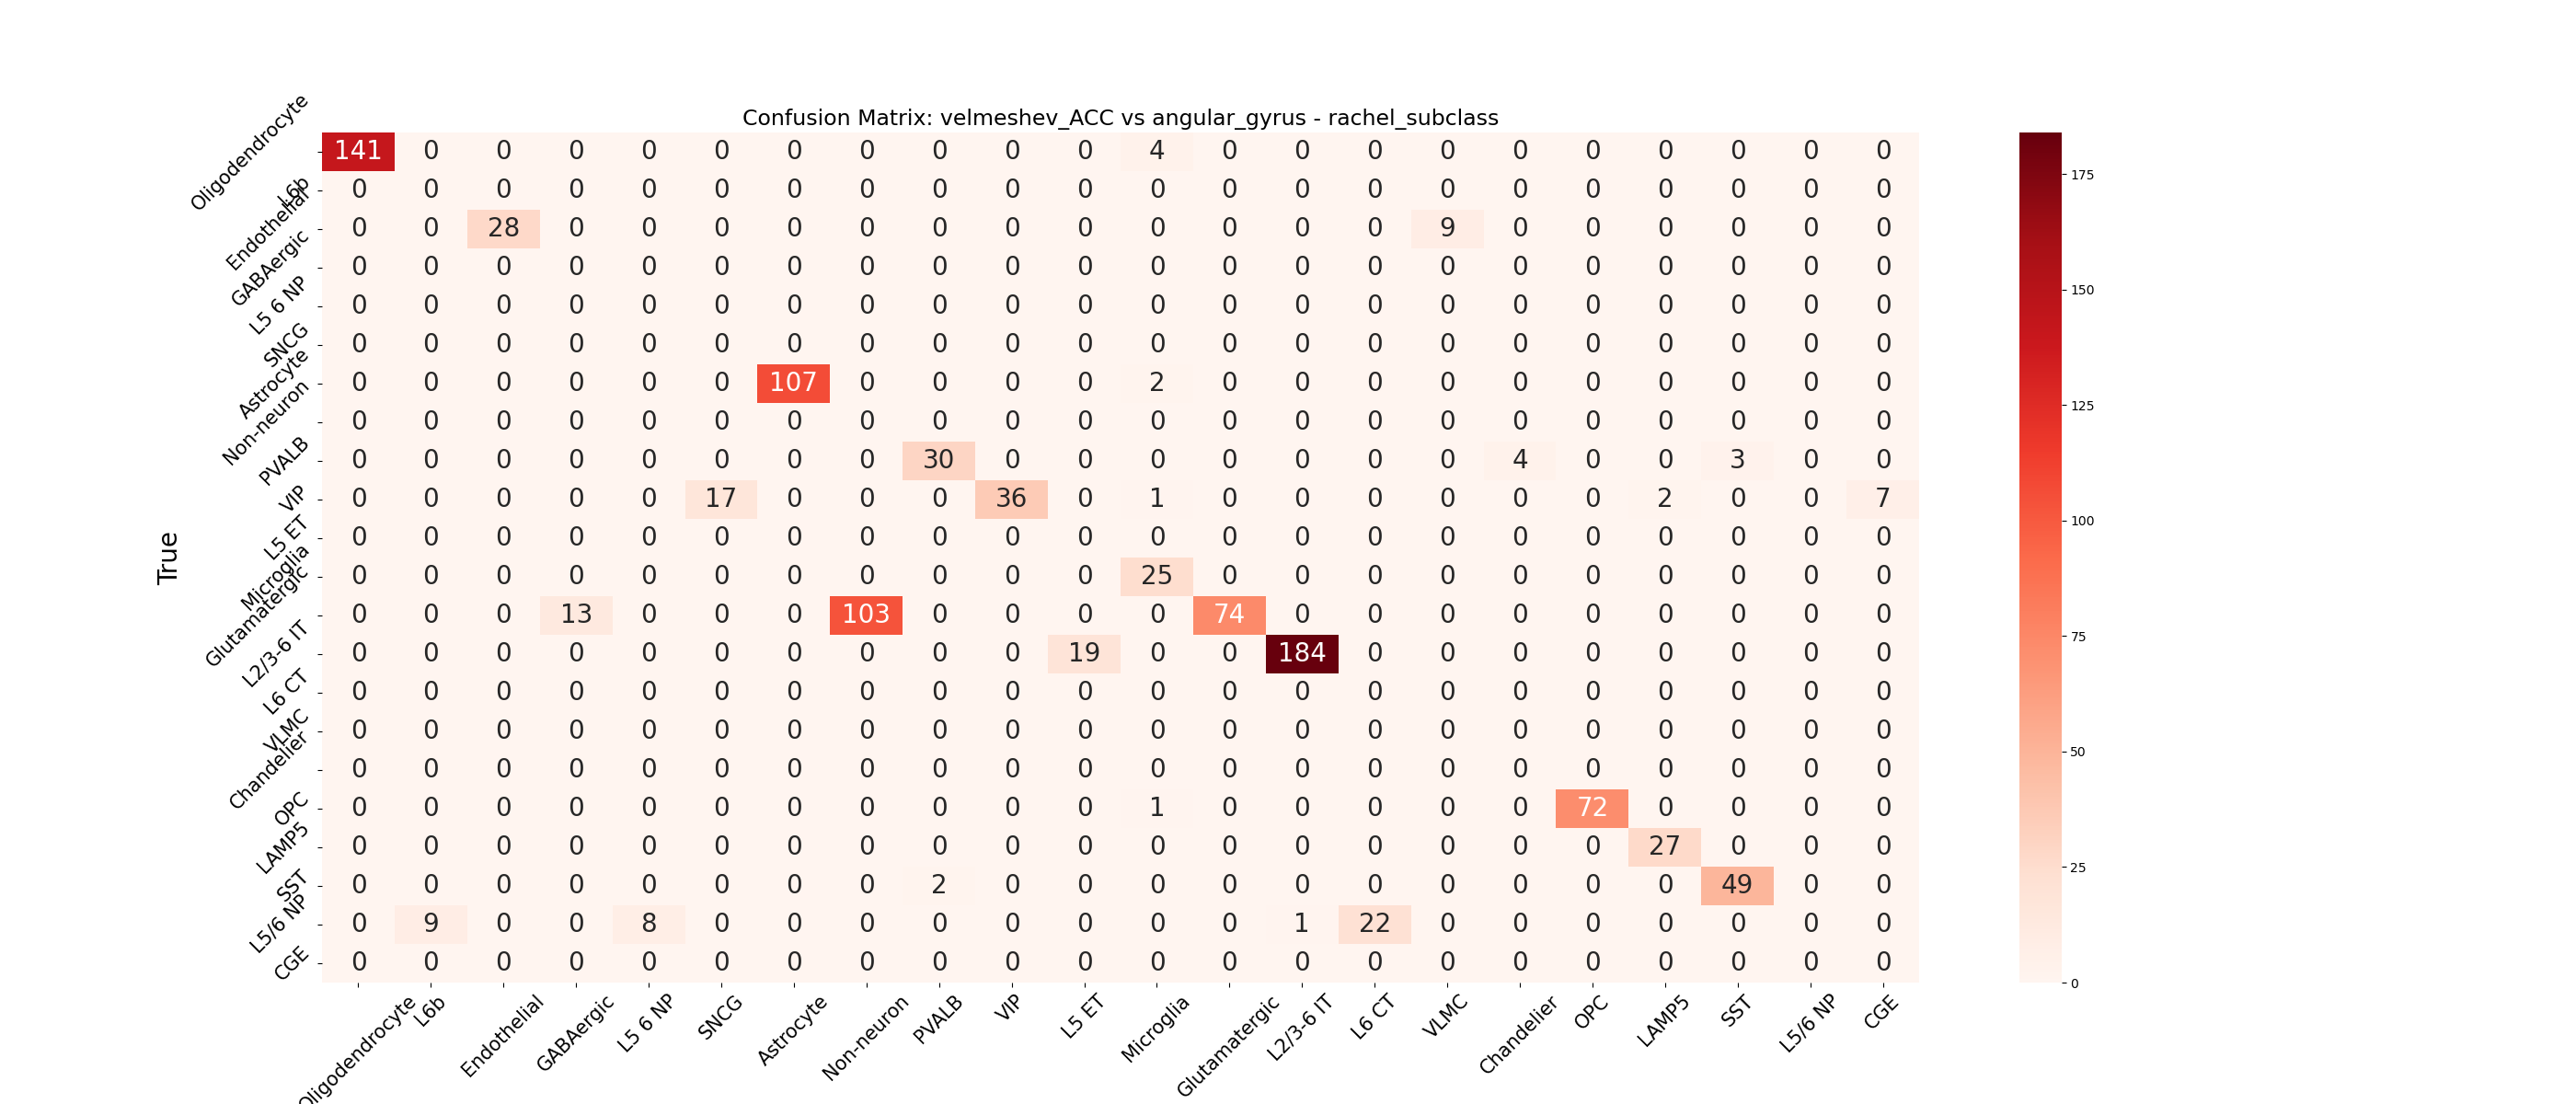 Confusion Matrix: velmeshev_ACC vs angular_gyrus - rachel_subclass
True
Oligodendrocyte 141 0 0 0 0 0 0 0 0 0 0 4 0 0 0 0 0 0 0 0 0 0
L6b 0 0 0 0 0 0 0 0 0 0 0 0 0 0 0 0 0 0 0 0 0 0
Endothelial 0 0 28 0 0 0 0 0 0 0 0 0 0 0 0 9 0 0 0 0 0 0
GABAergic 0 0 0 0 0 0 0 0 0 0 0 0 0 0 0 0 0 0 0 0 0 0
L5 6 NP 0 0 0 0 0 0 0 0 0 0 0 0 0 0 0 0 0 0 0 0 0 0
SNCG 0 0 0 0 0 0 0 0 0 0 0 0 0 0 0 0 0 0 0 0 0 0
Astrocyte 0 0 0 0 0 0 107 0 0 0 0 2 0 0 0 0 0 0 0 0 0 0
Non-neuron 0 0 0 0 0 0 0 0 0 0 0 0 0 0 0 0 0 0 0 0 0 0
PVALB 0 0 0 0 0 0 0 0 30 0 0 0 0 0 0 0 4 0 0 3 0 0
VIP 0 0 0 0 0 17 0 0 0 36 0 1 0 0 0 0 0 0 2 0 0 7
L5 ET 0 0 0 0 0 0 0 0 0 0 0 0 0 0 0 0 0 0 0 0 0 0
Microglia 0 0 0 0 0 0 0 0 0 0 0 25 0 0 0 0 0 0 0 0 0 0
Glutamatergic 0 0 0 13 0 0 0 103 0 0 0 0 74 0 0 0 0 0 0 0 0 0
L2/3-6 IT 0 0 0 0 0 0 0 0 0 0 19 0 0 184 0 0 0 0 0 0 0 0
L6 CT 0 0 0 0 0 0 0 0 0 0 0 0 0 0 0 0 0 0 0 0 0 0
VLMC 0 0 0 0 0 0 0 0 0 0 0 0 0 0 0 0 0 0 0 0 0 0
Chandelier 0 0 0 0 0 0 0 0 0 0 0 0 0 0 0 0 0 0 0 0 0 0
OPC 0 0 0 0 0 0 0 0 0 0 0 1 0 0 0 0 0 72 0 0 0 0
LAMP5 0 0 0 0 0 0 0 0 0 0 0 0 0 0 0 0 0 0 27 0 0 0
SST 0 0 0 0 0 0 0 0 2 0 0 0 0 0 0 0 0 0 0 49 0 0
L5/6 NP 0 9 0 0 8 0 0 0 0 0 0 0 0 1 22 0 0 0 0 0 0 0
CGE 0 0 0 0 0 0 0 0 0 0 0 0 0 0 0 0 0 0 0 0 0 0
Oligodendrocyte L6b Endothelial GABAergic L5 6 NP SNCG Astrocyte Non-neuron PVALB VIP L5 ET Microglia Glutamatergic L2/3-6 IT L6 CT VLMC Chandelier OPC LAMP5 SST L5/6 NP CGE
175
150
125
100
75
50
25
0